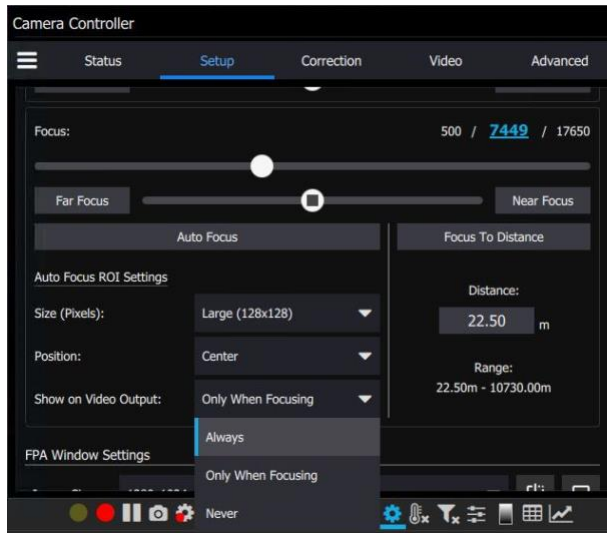 Camera Controller
Status Setup Correction Video Advanced
Focus: 500 / 7449 / 17650
Far Focus Near Focus
Auto Focus Focus To Distance
Auto Focus ROI Settings
Distance:
Size (Pixels): Large (128x128)
22.50 m
Position: Center
Range:
22.50m - 10730.00m
Show on Video Output: Only When Focusing
Always
FPA Window Settings
Only When Focusing
Never